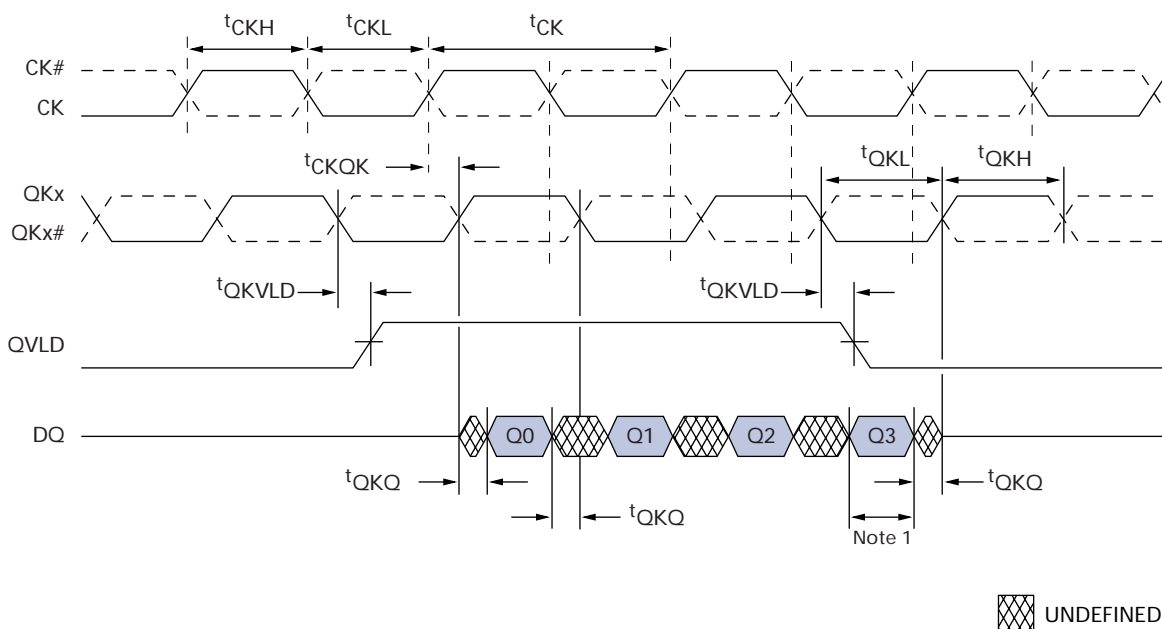 tCKH tCKL tCK
CK#
CK
tCKQK
tQKL tQKH
QKx
QKx#
tQKVLD tQKVLD
QVLD
DQ Q0 Q1 Q2 Q3
tQKQ tQKQ
tQKQ
Note 1
UNDEFINED